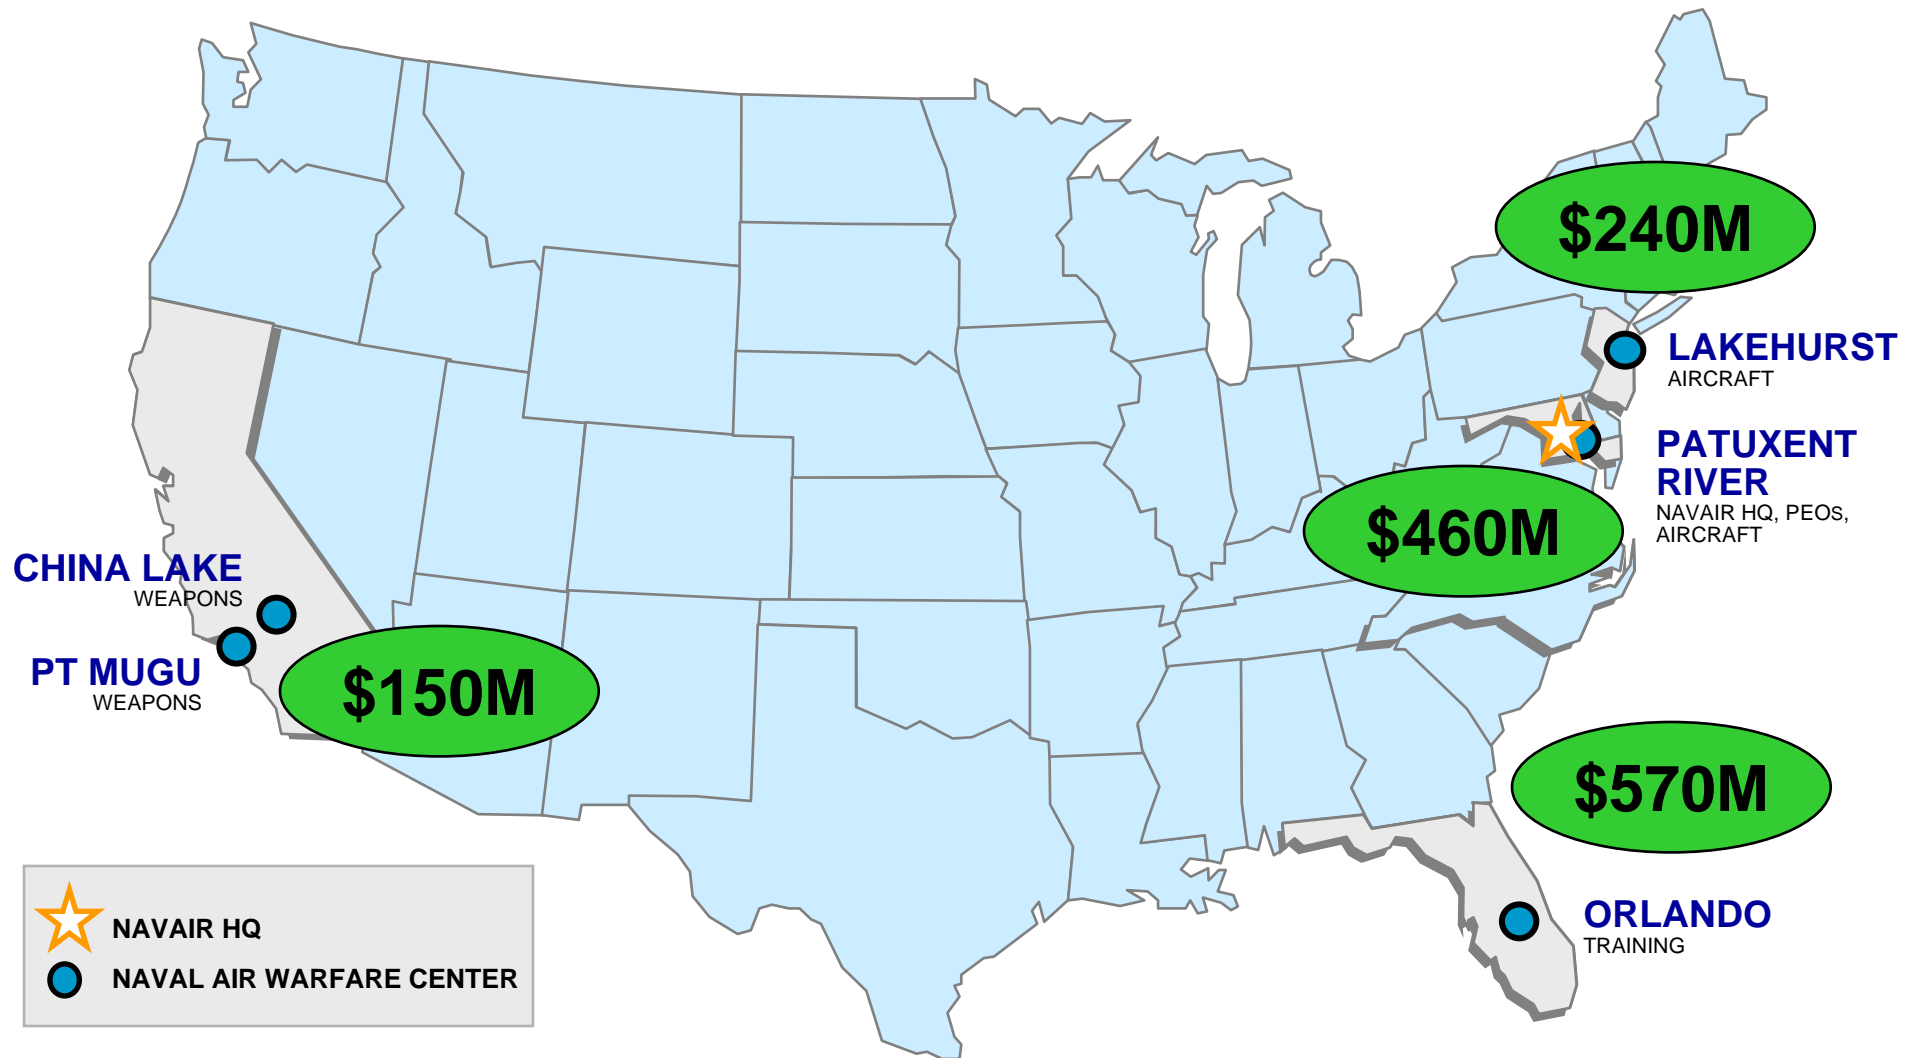 $240M
LAKEHURST
AIRCRAFT
PATUXENT
RIVER
NAVAIR HQ, PEOs,
AIRCRAFT
$460M
CHINA LAKE
WEAPONS
PT MUGU
WEAPONS
$150M
$570M
ORLANDO
TRAINING
NAVAIR HQ
NAVAL AIR WARFARE CENTER